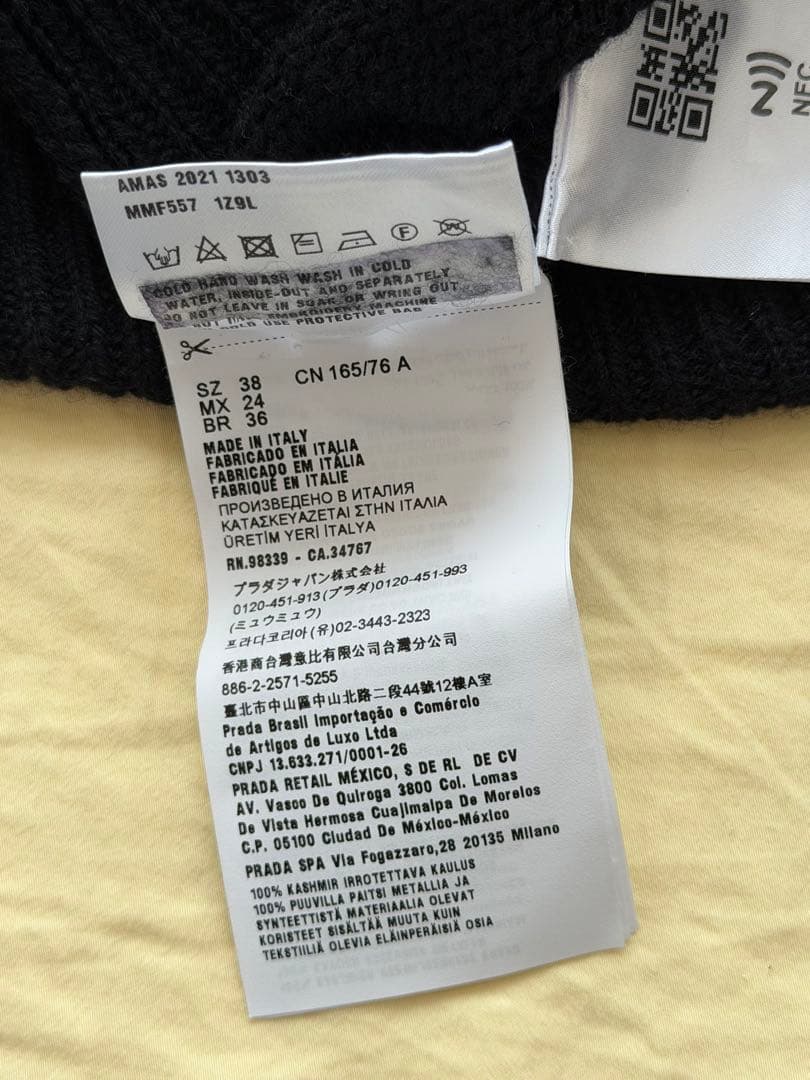 NFC
AMAS 2021 1303
MMF557 1Z9L
F
COLD HAND WASH WASH IN COLD
WATER, INSIDE-OUT AND SEPARATELY
DO NOT LEAVE IN SOAK OR WRING OUT
EMBROIDERY MACHINE
USE PROTECTIVE BAG
SZ 38 CN 165/76 A
MX 24
BR 36
MADE IN ITALY
FABRICADO EN ITALIA
FABRICADO EM ITÁLIA
FABRIQUÉ EN ITALIE
ПРОИЗВЕДЕНО В ИТАЛИЯ
ΚΑΤΑΣΚΕΥΑΖΕΤΑΙ ΣΤΗΝ ΙΤΑΛΙΑ
ÜRETİM YERİ İTALYA
RN.98339 - CA.34767
プラダジャパン株式会社
0120-451-913(プラダ)0120-451-993
(ミュウミュウ)
프라다코리아(유)02-3443-2323
香港商台灣意比有限公司台灣分公司
886-2-2571-5255
臺北市中山區中山北路二段44號12樓A室
Prada Brasil Importação e Comércio
de Artigos de Luxo Ltda
CNPJ 13.633.271/0001-26
PRADA RETAIL MÉXICO, S DE RL DE CV
AV. Vasco De Quiroga 3800 Col. Lomas
De Vista Hermosa Cuajimalpa De Morelos
C.P. 05100 Ciudad De México-México
PRADA SPA Via Fogazzaro,28 20135 Milano
100% KASHMIR IRROTETTAVA KAULUS
100% PUUVILLA PAITSI METALLIA JA
SYNTEETTISTÄ MATERIAALIA OLEVAT
KORISTEET SISÄLTÄÄ MUUTA KUIN
TEKSTIILIÄ OLEVIA ELÄINPERÄISIÄ OSIA